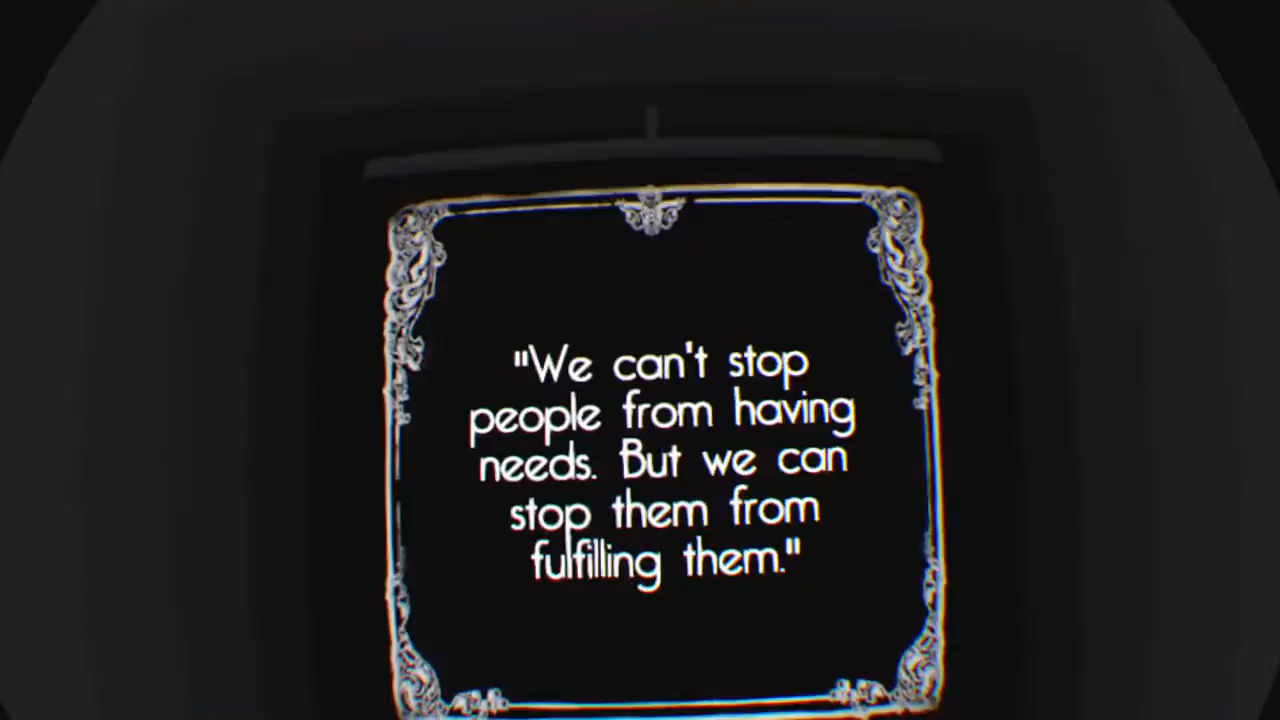 "We can't stop
people from having
needs. But we can
stop them from
fulfilling them."